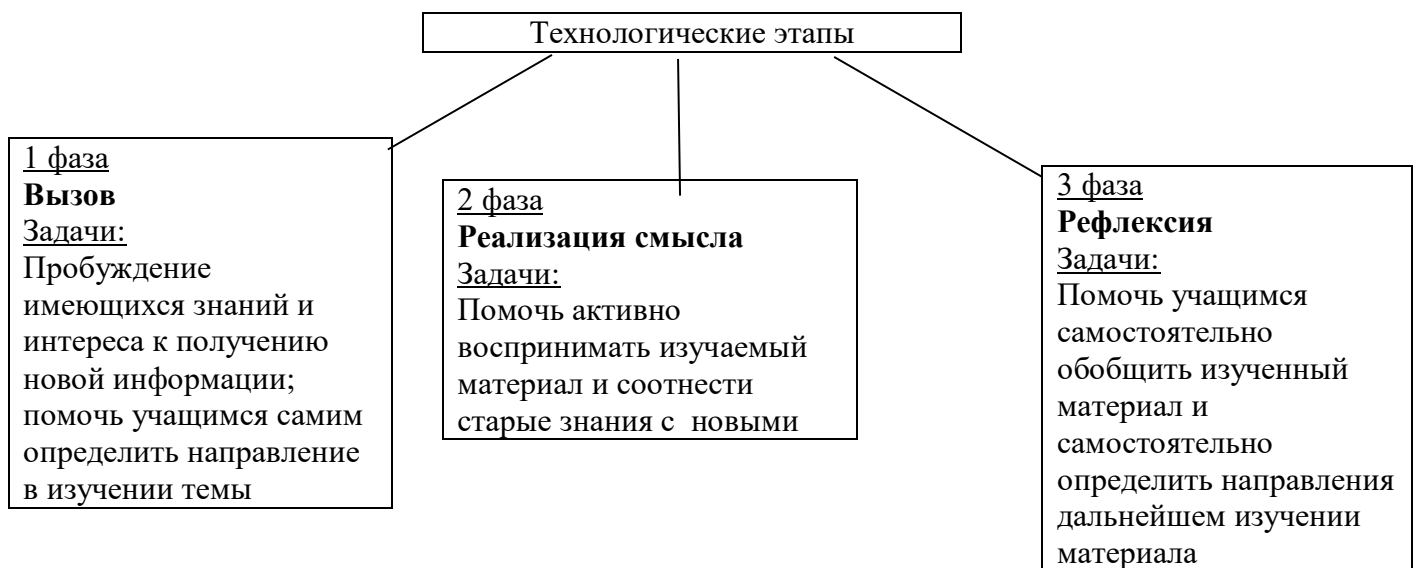 Технологические этапы
1 фаза
Вызов
Задачи:
Пробуждение
имеющихся знаний и
интереса к получению
новой информации;
помочь учащимся самим
определить направление
в изучении темы
2 фаза
Реализация смысла
Задачи:
Помочь активно
воспринимать изучаемый
материал и соотнести
старые знания с  новыми
3 фаза
Рефлексия
Задачи:
Помочь учащимся
самостоятельно
обобщить изученный
материал и
самостоятельно
определить направления
дальнейшем изучении
материала